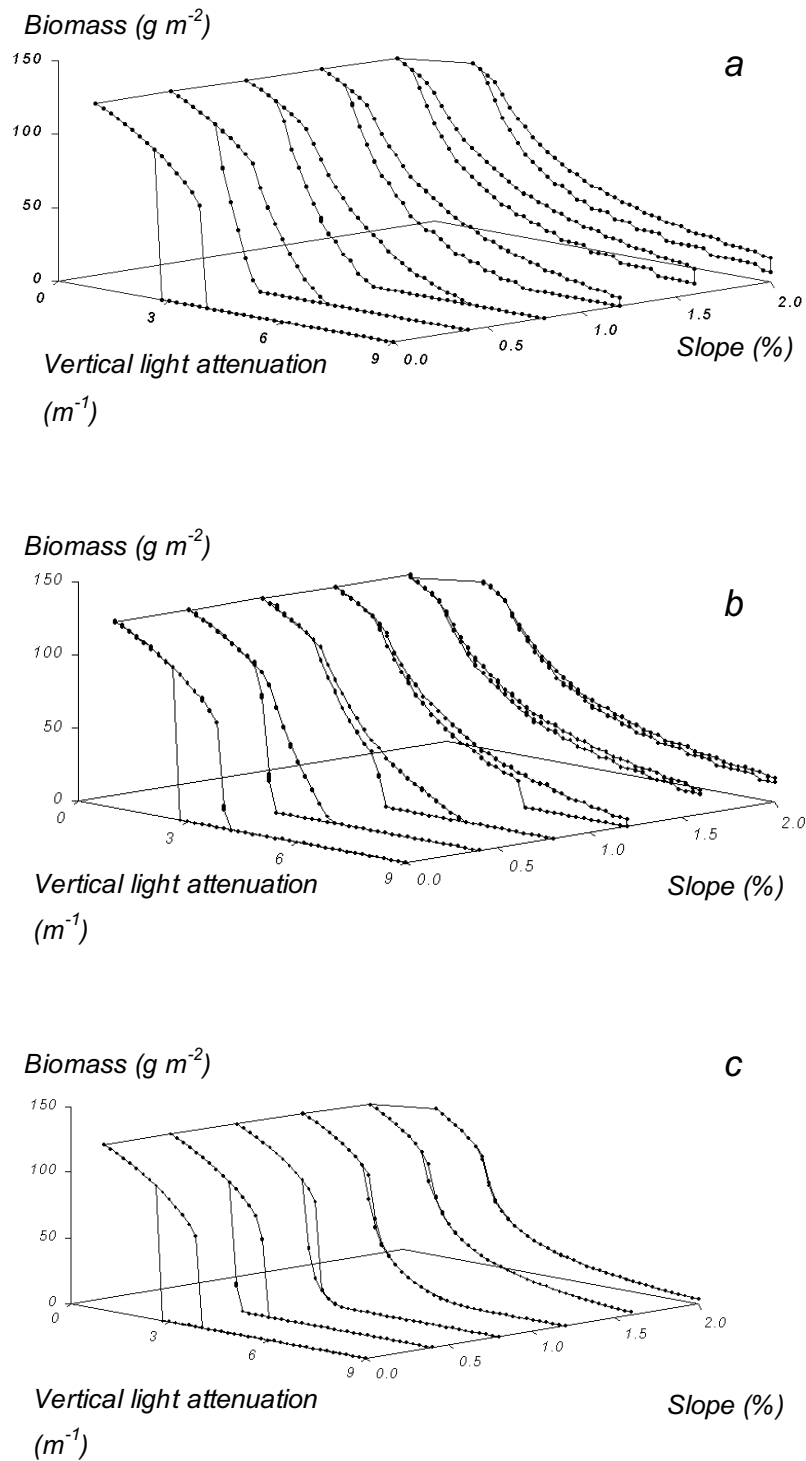 Biomass (g m-2)
a
150
100
50
0
0
3
6
9
0.0
0.5
1.0
1.5
2.0
Vertical light attenuation
(m-1)
Slope (%)
Biomass (g m-2)
b
150
100
50
0
0
3
6
9
0.0
0.5
1.0
1.5
2.0
Vertical light attenuation
(m-1)
Slope (%)
Biomass (g m-2)
c
150
100
50
0
0
3
6
9
0.0
0.5
1.0
1.5
2.0
Vertical light attenuation
(m-1)
Slope (%)